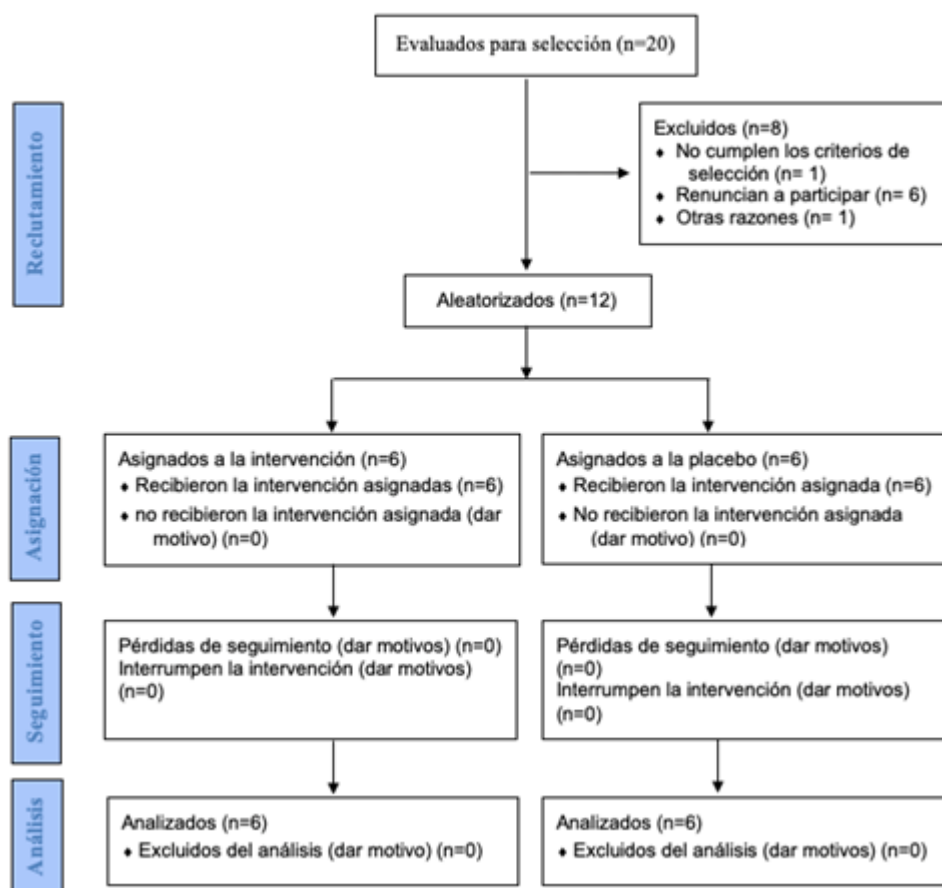 Evaluados para selección (n=20)
Reclutamiento
Excluidos (n=8)
♦ No cumplen los criterios de
selección (n= 1)
♦ Renuncian a participar (n= 6)
♦ Otras razones (n= 1)
Aleatorizados (n=12)
Asignación
Asignados a la intervención (n=6)
♦ Recibieron la intervención asignadas (n=6)
♦ no recibieron la intervención asignada (dar
motivo) (n=0)
Asignados a la placebo (n=6)
♦ Recibieron la intervención asignada (n=6)
♦ No recibieron la intervención asignada
(dar motivo) (n=0)
Seguimiento
Pérdidas de seguimiento (dar motivos) (n=0)
Interrumpen la intervención (dar motivos)
(n=0)
Pérdidas de seguimiento (dar motivos)
(n=0)
Interrumpen la intervención (dar motivos)
(n=0)
Análisis
Analizados (n=6)
♦ Excluidos del análisis (dar motivo) (n=0)
Analizados (n=6)
♦ Excluidos del análisis (dar motivos) (n=0)